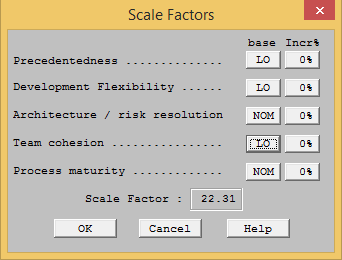 Scale Factors
base Incr%
Precedentedness ............. LO 0%
Development Flexibility ...... LO 0%
Architecture / risk resolution NOM 0%
Team cohesion ............... LO 0%
Process maturity ............ NOM 0%
Scale Factor : 22.31
OK Cancel Help